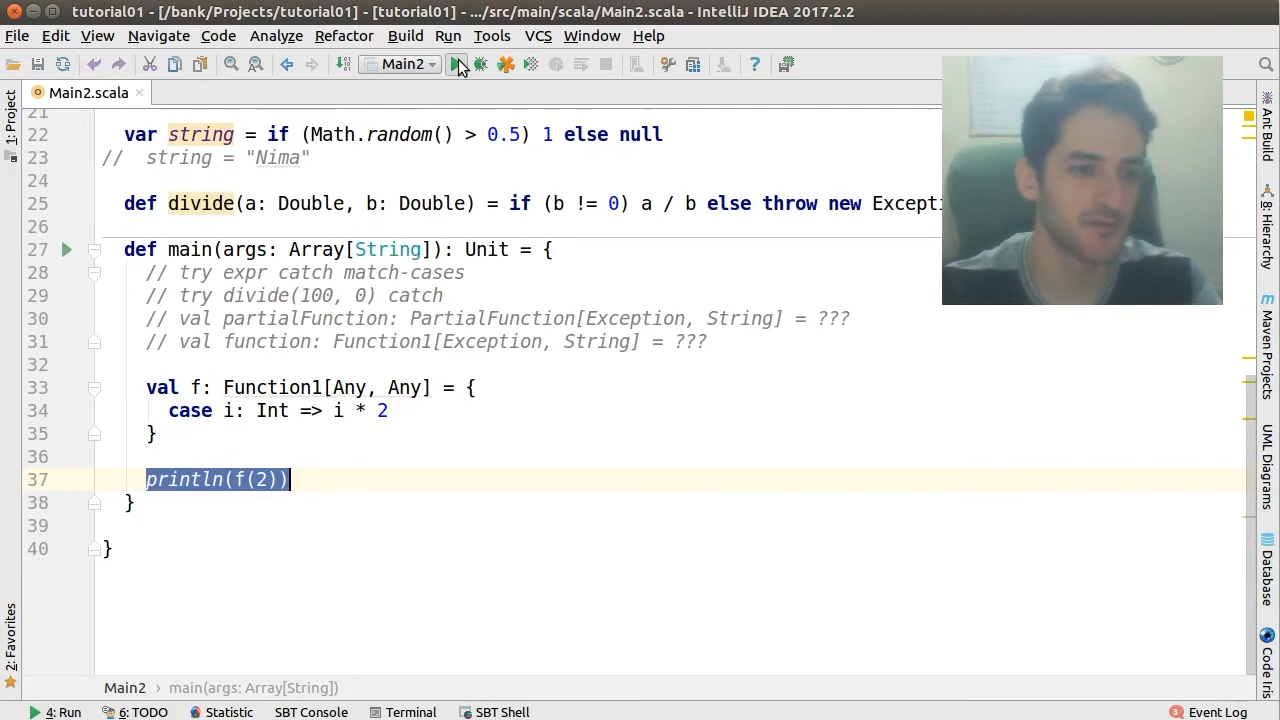 tutorial01 - [/bank/Projects/tutorial01] - [tutorial01] - .../src/main/scala/Main2.scala - IntelliJ IDEA 2017.2.2
File Edit View Navigate Code Analyze Refactor Build Run Tools VCS Window Help
Main2
Main2.scala
1: Project
2: Favorites
21
22 var string = if (Math.random() > 0.5) 1 else null
23 // string = "Nima"
24
25 def divide(a: Double, b: Double) = if (b != 0) a / b else throw new Excepti
26
27 def main(args: Array[String]): Unit = {
28 // try expr catch match-cases
29 // try divide(100, 0) catch
30 // val partialFunction: PartialFunction[Exception, String] = ???
31 // val function: Function1[Exception, String] = ???
32
33 val f: Function1[Any, Any] = {
34 case i: Int => i * 2
35 }
36
37 println(f(2))
38 }
39
40 }
Ant Build
8: Hierarchy
m Maven Projects
UML Diagrams
Database
Code Iris
Main2 › main(args: Array[String])
4: Run 6: TODO Statistic SBT Console Terminal SBT Shell 3 Event Log